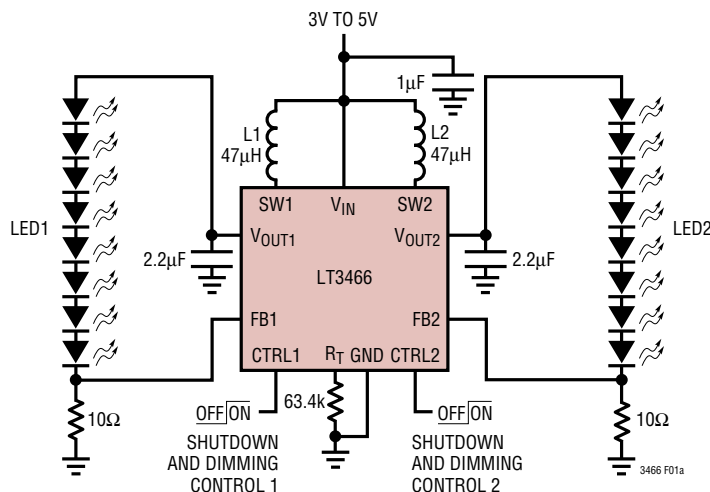 3V TO 5V
1µF
L1
47µH
L2
47µH
SW1
VIN
SW2
LED1
VOUT1
VOUT2
LED2
2.2µF
2.2µF
LT3466
FB1
FB2
CTRL1
RT
GND
CTRL2
10Ω
OFF ON
63.4k
OFF ON
10Ω
SHUTDOWN
AND DIMMING
CONTROL 1
SHUTDOWN
AND DIMMING
CONTROL 2
3466 F01a